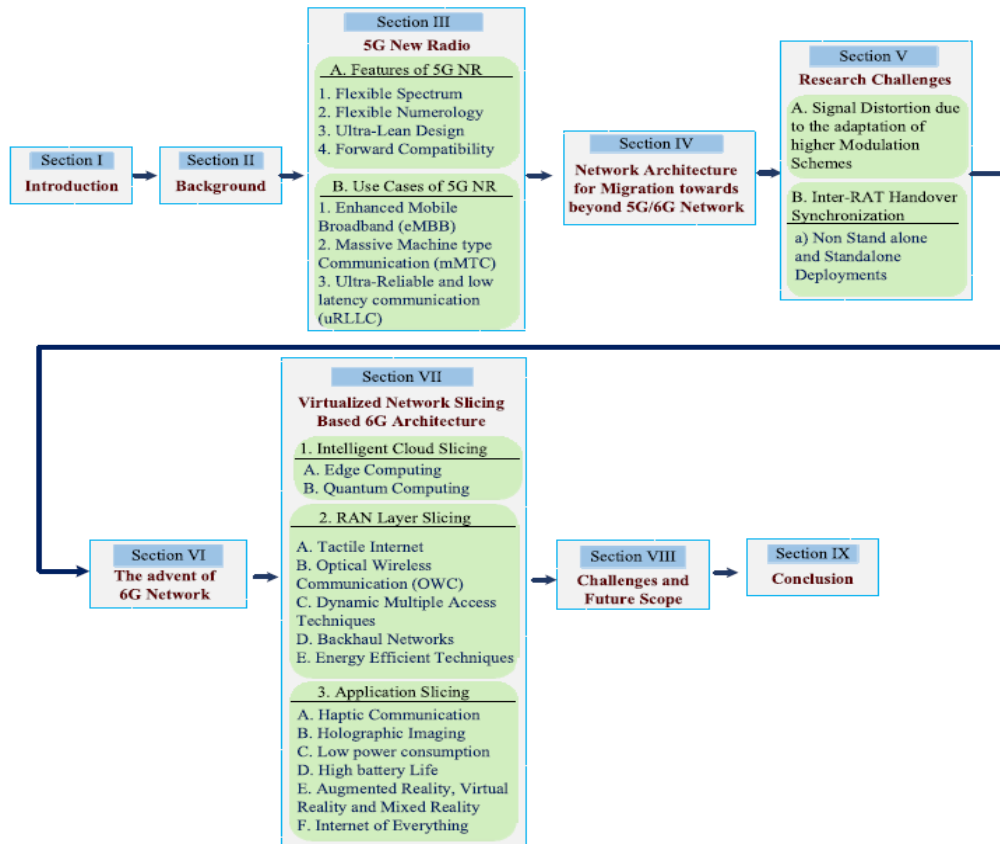 Section I
Introduction
Section II
Background
Section III
5G New Radio
A. Features of 5G NR
1. Flexible Spectrum
2. Flexible Numerology
3. Ultra-Lean Design
4. Forward Compatibility
B. Use Cases of 5G NR
1. Enhanced Mobile
Broadband (eMBB)
2. Massive Machine type
Communication (mMTC)
3. Ultra-Reliable and low
latency communication
(uRLLC)
Section IV
Network Architecture
for Migration towards
beyond 5G/6G Network
Section V
Research Challenges
A. Signal Distortion due
to the adaptation of
higher Modulation
Schemes
B. Inter-RAT Handover
Synchronization
a) Non Stand alone
and Standalone
Deployments
Section VI
The advent of
6G Network
Section VII
Virtualized Network Slicing
Based 6G Architecture
1. Intelligent Cloud Slicing
A. Edge Computing
B. Quantum Computing
2. RAN Layer Slicing
A. Tactile Internet
B. Optical Wireless
Communication (OWC)
C. Dynamic Multiple Access
Techniques
D. Backhaul Networks
E. Energy Efficient Techniques
3. Application Slicing
A. Haptic Communication
B. Holographic Imaging
C. Low power consumption
D. High battery Life
E. Augmented Reality, Virtual
Reality and Mixed Reality
F. Internet of Everything
Section VIII
Challenges and
Future Scope
Section IX
Conclusion